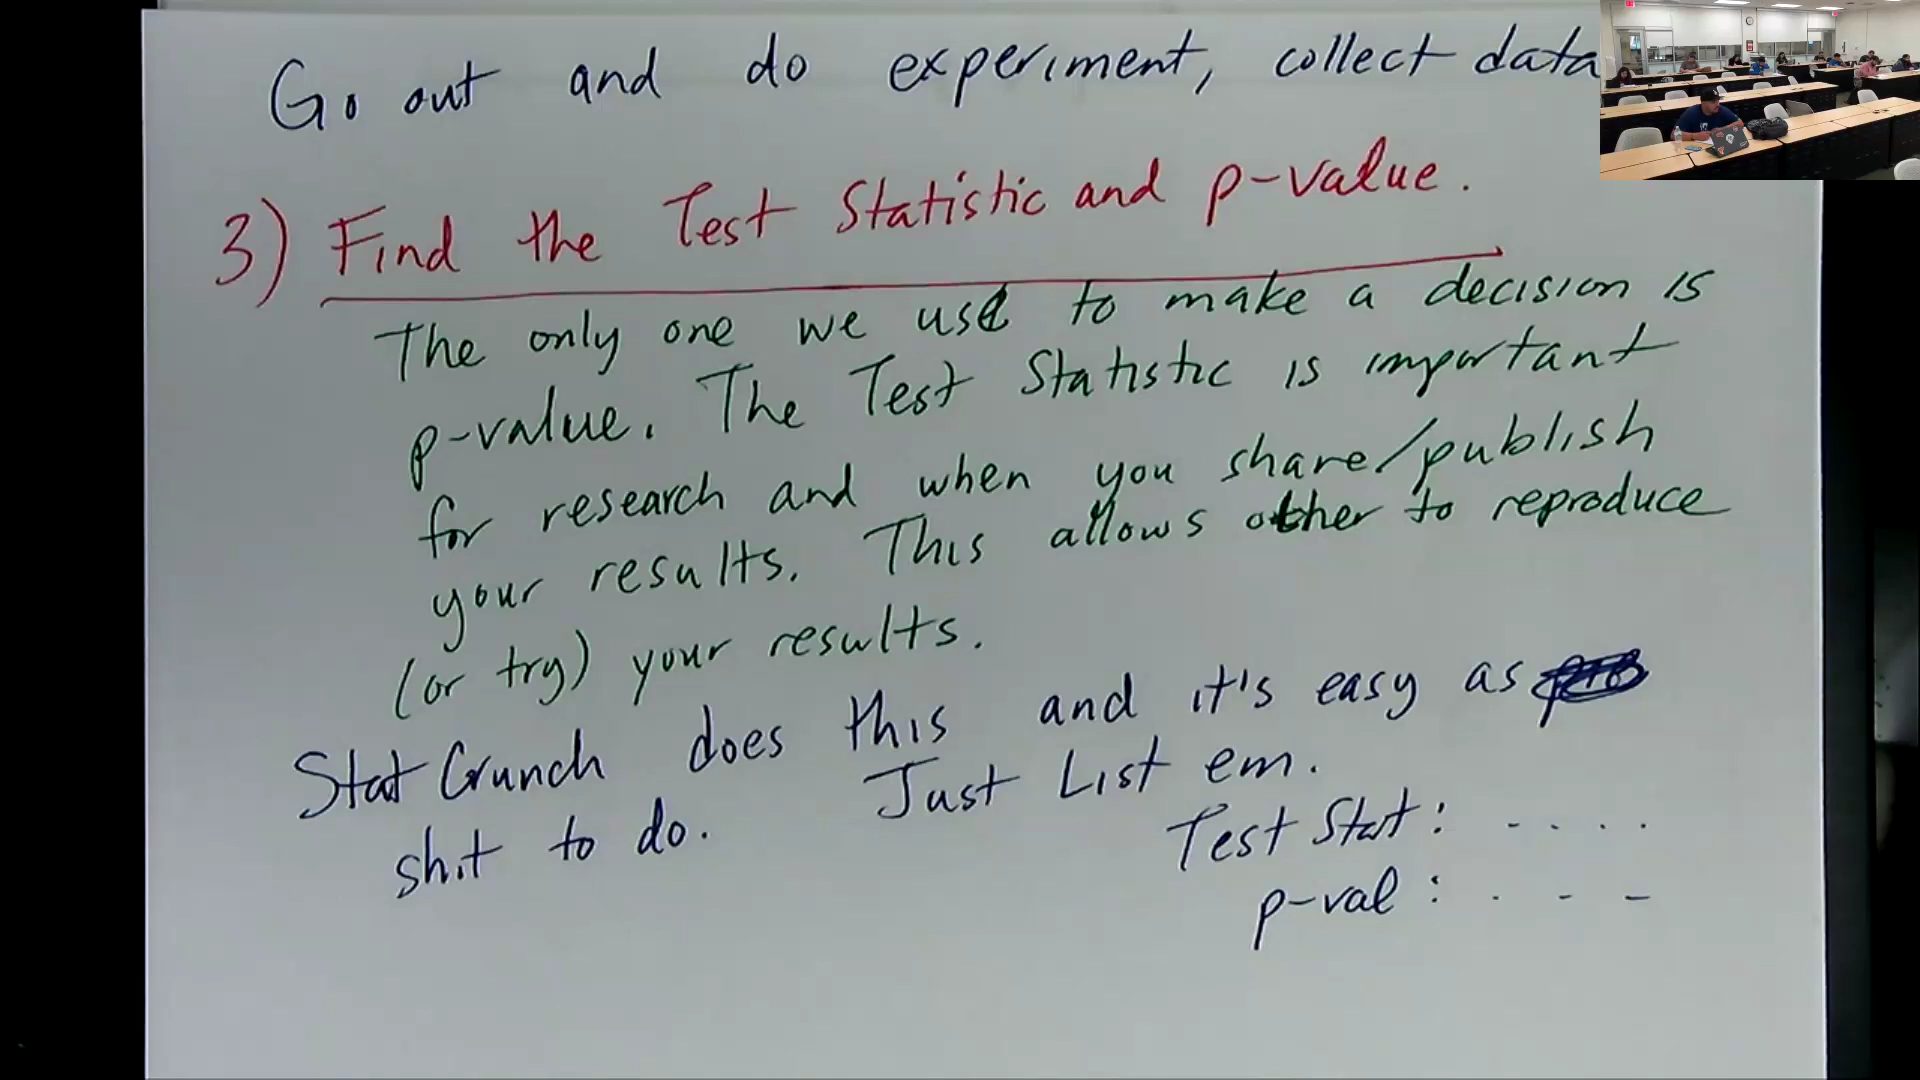 Go out and do experiment, collect data
3) Find the Test Statistic and p-value.
The only one we use to make a decision is
p-value. The Test Statistic is important
for research and when you share/publish
your results. This allows other to reproduce
(or try) your results.
StatCrunch does this and it's easy as
shit to do. Just List em.
Test Stat: ....
p-val: . - -